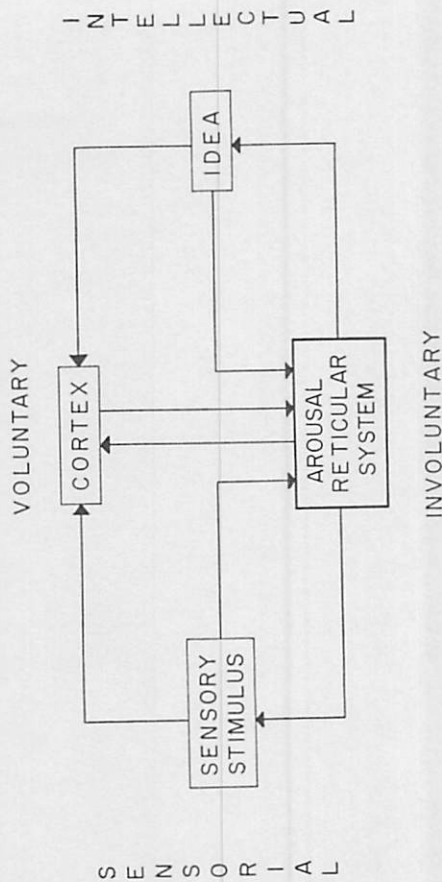 VOLUNTARY
CORTEX
SENSORIAL
SENSORY
STIMULUS
IDEA
INTELLECTUAL
AROUSAL
RETICULAR
SYSTEM
INVOLUNTARY